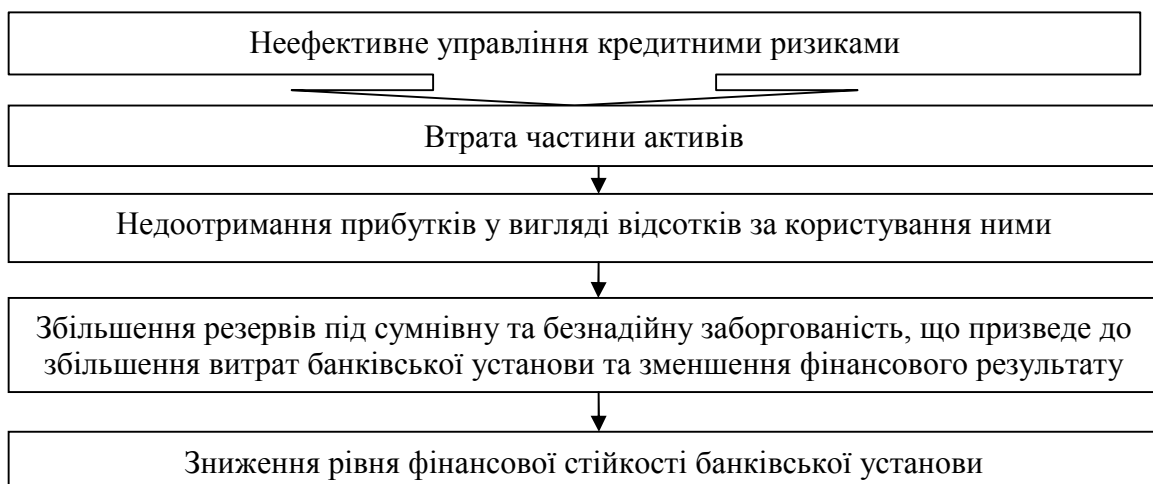 Неефективне управління кредитними ризиками
Втрата частини активів
Недоотримання прибутків у вигляді відсотків за користування ними
Збільшення резервів під сумнівну та безнадійну заборгованість, що призведе до
збільшення витрат банківської установи та зменшення фінансового результату
Зниження рівня фінансової стійкості банківської установи